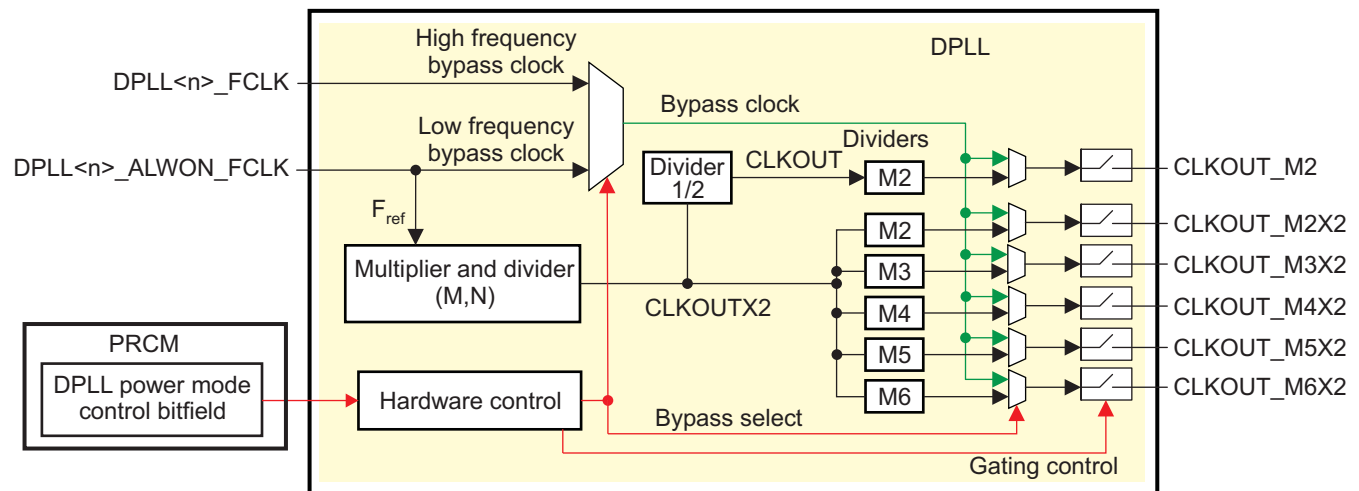 High frequency
bypass clock
DPLL
DPLL<n>_FCLK
Bypass clock
Low frequency
bypass clock
Dividers
DPLL<n>_ALWON_FCLK
Divider
1/2
CLKOUT
M2
CLKOUT_M2
F_ref
M2
CLKOUT_M2X2
Multiplier and divider
(M,N)
M3
CLKOUT_M3X2
CLKOUTX2
M4
CLKOUT_M4X2
PRCM
M5
CLKOUT_M5X2
DPLL power mode
control bitfield
Hardware control
M6
CLKOUT_M6X2
Bypass select
Gating control